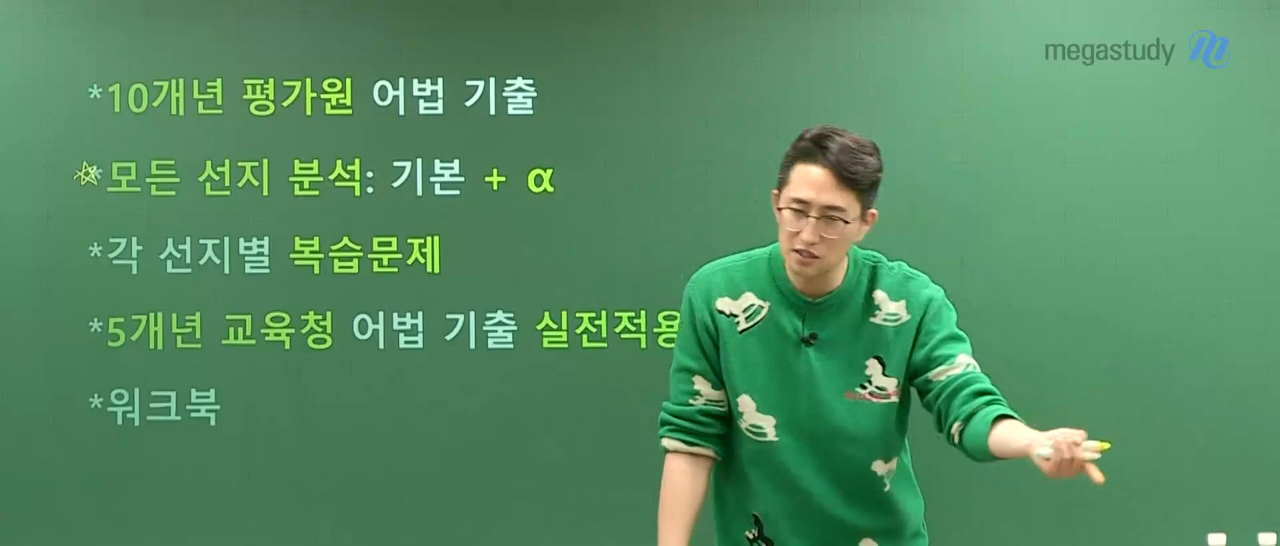 megastudy
*10개년 평가원 어법 기출
*모든 선지 분석: 기본 + α
*각 선지별 복습문제
*5개년 교육청 어법 기출 실전적용
*워크북